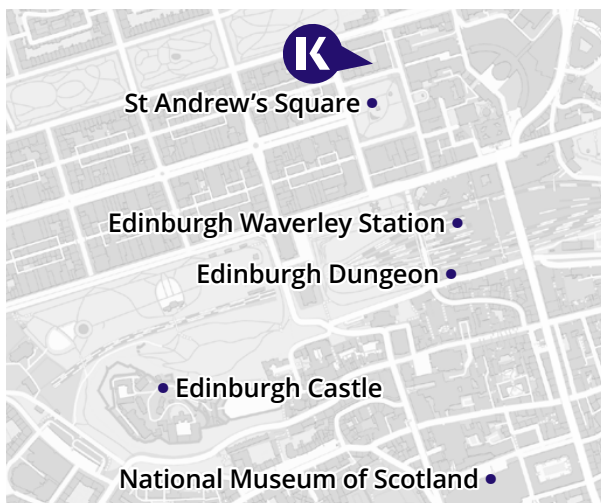 K
St Andrew’s Square
Edinburgh Waverley Station
Edinburgh Dungeon
Edinburgh Castle
National Museum of Scotland